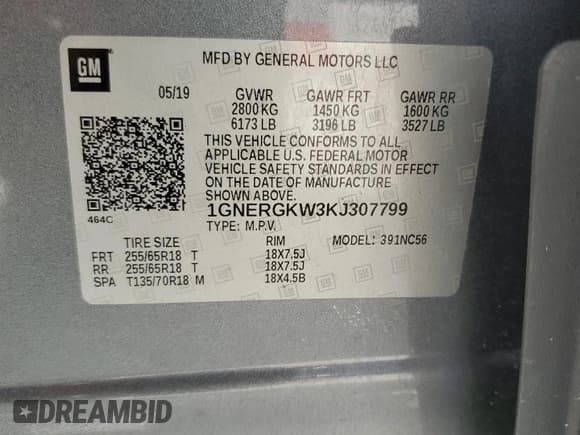 GM
MFD BY GENERAL MOTORS LLC
05/19 GVWR GAWR FRT GAWR RR
2800 KG 1450 KG 1600 KG
6173 LB 3196 LB 3527 LB
THIS VEHICLE CONFORMS TO ALL
APPLICABLE U.S. FEDERAL MOTOR
VEHICLE SAFETY STANDARDS IN EFFECT
ON THE DATE OF MANUFACTURE
SHOWN ABOVE.
464C 1GNERGKW3KJ307799
TYPE: M.P.V.
TIRE SIZE RIM MODEL: 391NC56
FRT 255/65R18 T 18X7.5J
RR 255/65R18 T 18X7.5J
SPA T135/70R18 M 18X4.5B
DREAMBID